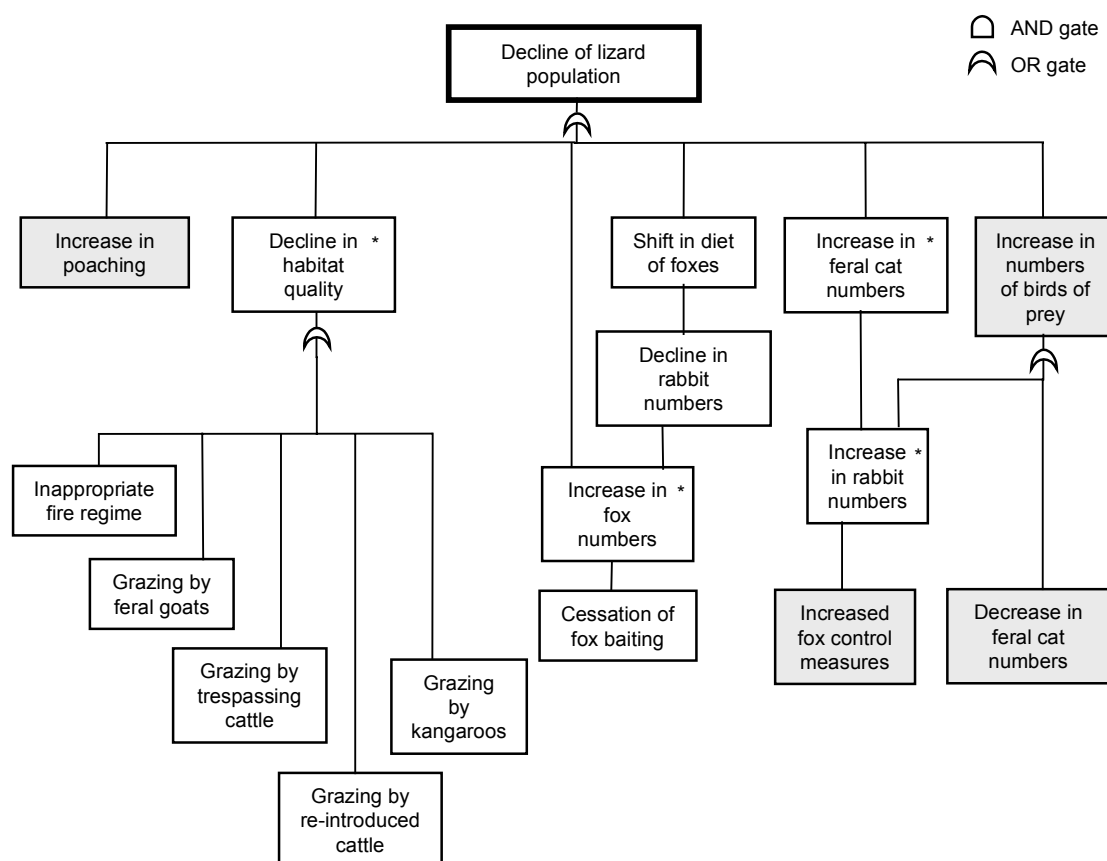 Decline of lizard
population
AND gate
OR gate
Increase in
poaching
Decline in *
habitat
quality
Shift in diet
of foxes
Increase in *
feral cat
numbers
Increase in
numbers
of birds of
prey
Decline in
rabbit
numbers
Inappropriate
fire regime
Increase in *
fox
numbers
Increase *
in rabbit
numbers
Grazing by
feral goats
Cessation of
fox baiting
Increased
fox control
measures
Decrease in
feral cat
numbers
Grazing by
trespassing
cattle
Grazing
by
kangaroos
Grazing by
re-introduced
cattle